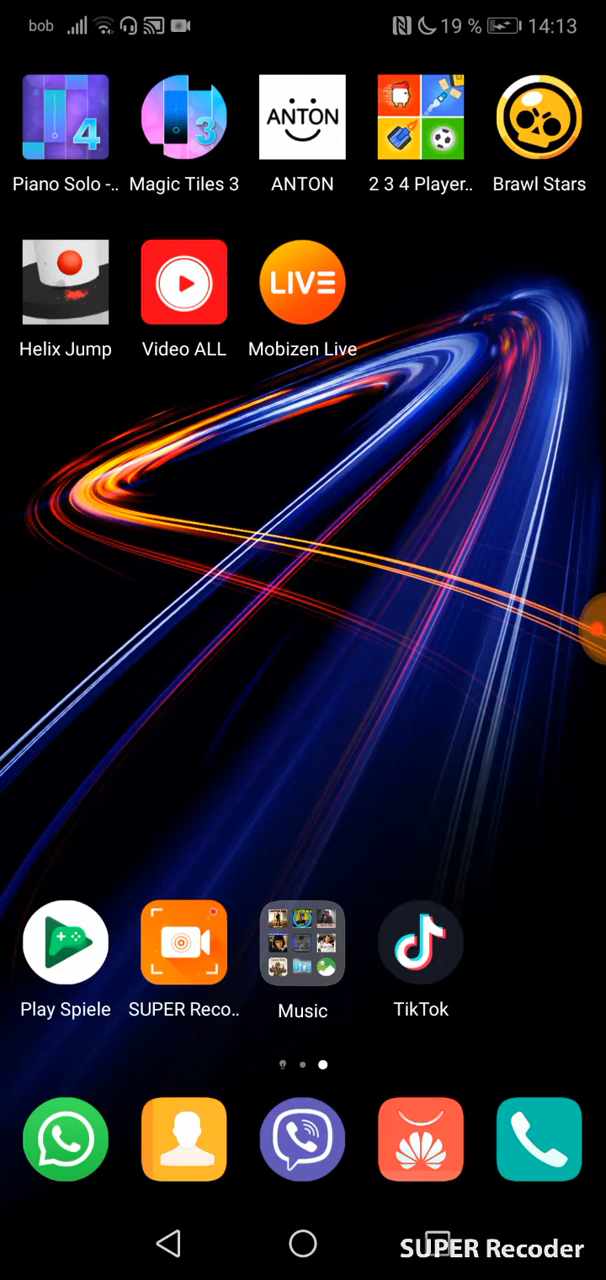 bob 19 % 14:13
4 3 ANTON
Piano Solo -.. Magic Tiles 3 ANTON 2 3 4 Player.. Brawl Stars
LIVE
Helix Jump Video ALL Mobizen Live
Play Spiele SUPER Reco.. Music TikTok
SUPER Recoder